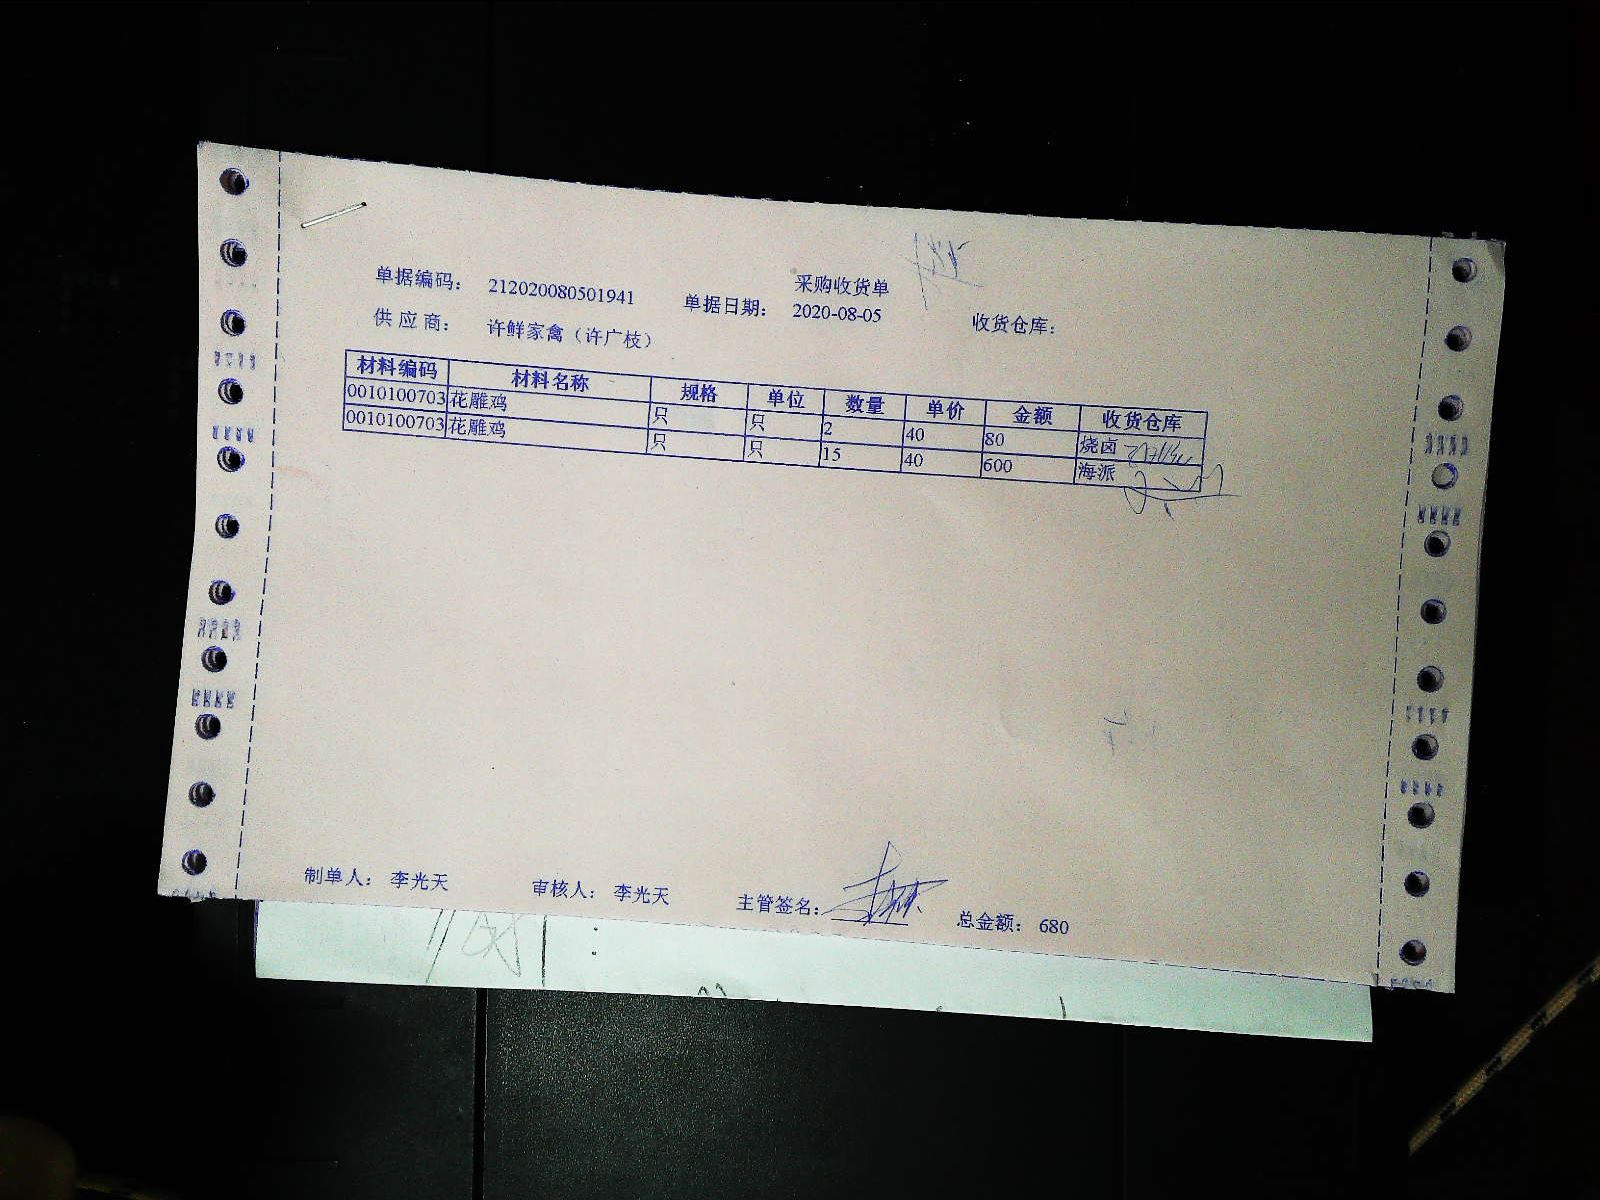 采购收货单
单据编码： 212020080501941 单据日期： 2020-08-05 收货仓库：
供应商： 许鲜家禽（许广枝）
材料编码 材料名称 规格 单位 数量 单价 金额 收货仓库
0010100703 花雕鸡 只 只 2 40 80 烧卤
0010100703 花雕鸡 只 只 15 40 600 海派
制单人： 李光天 审核人： 李光天 主管签名： 总金额： 680